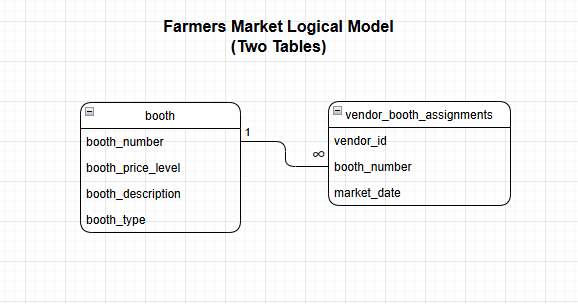 Farmers Market Logical Model
(Two Tables)
booth
booth_number
booth_price_level
booth_description
booth_type
1
∞
vendor_booth_assignments
vendor_id
booth_number
market_date